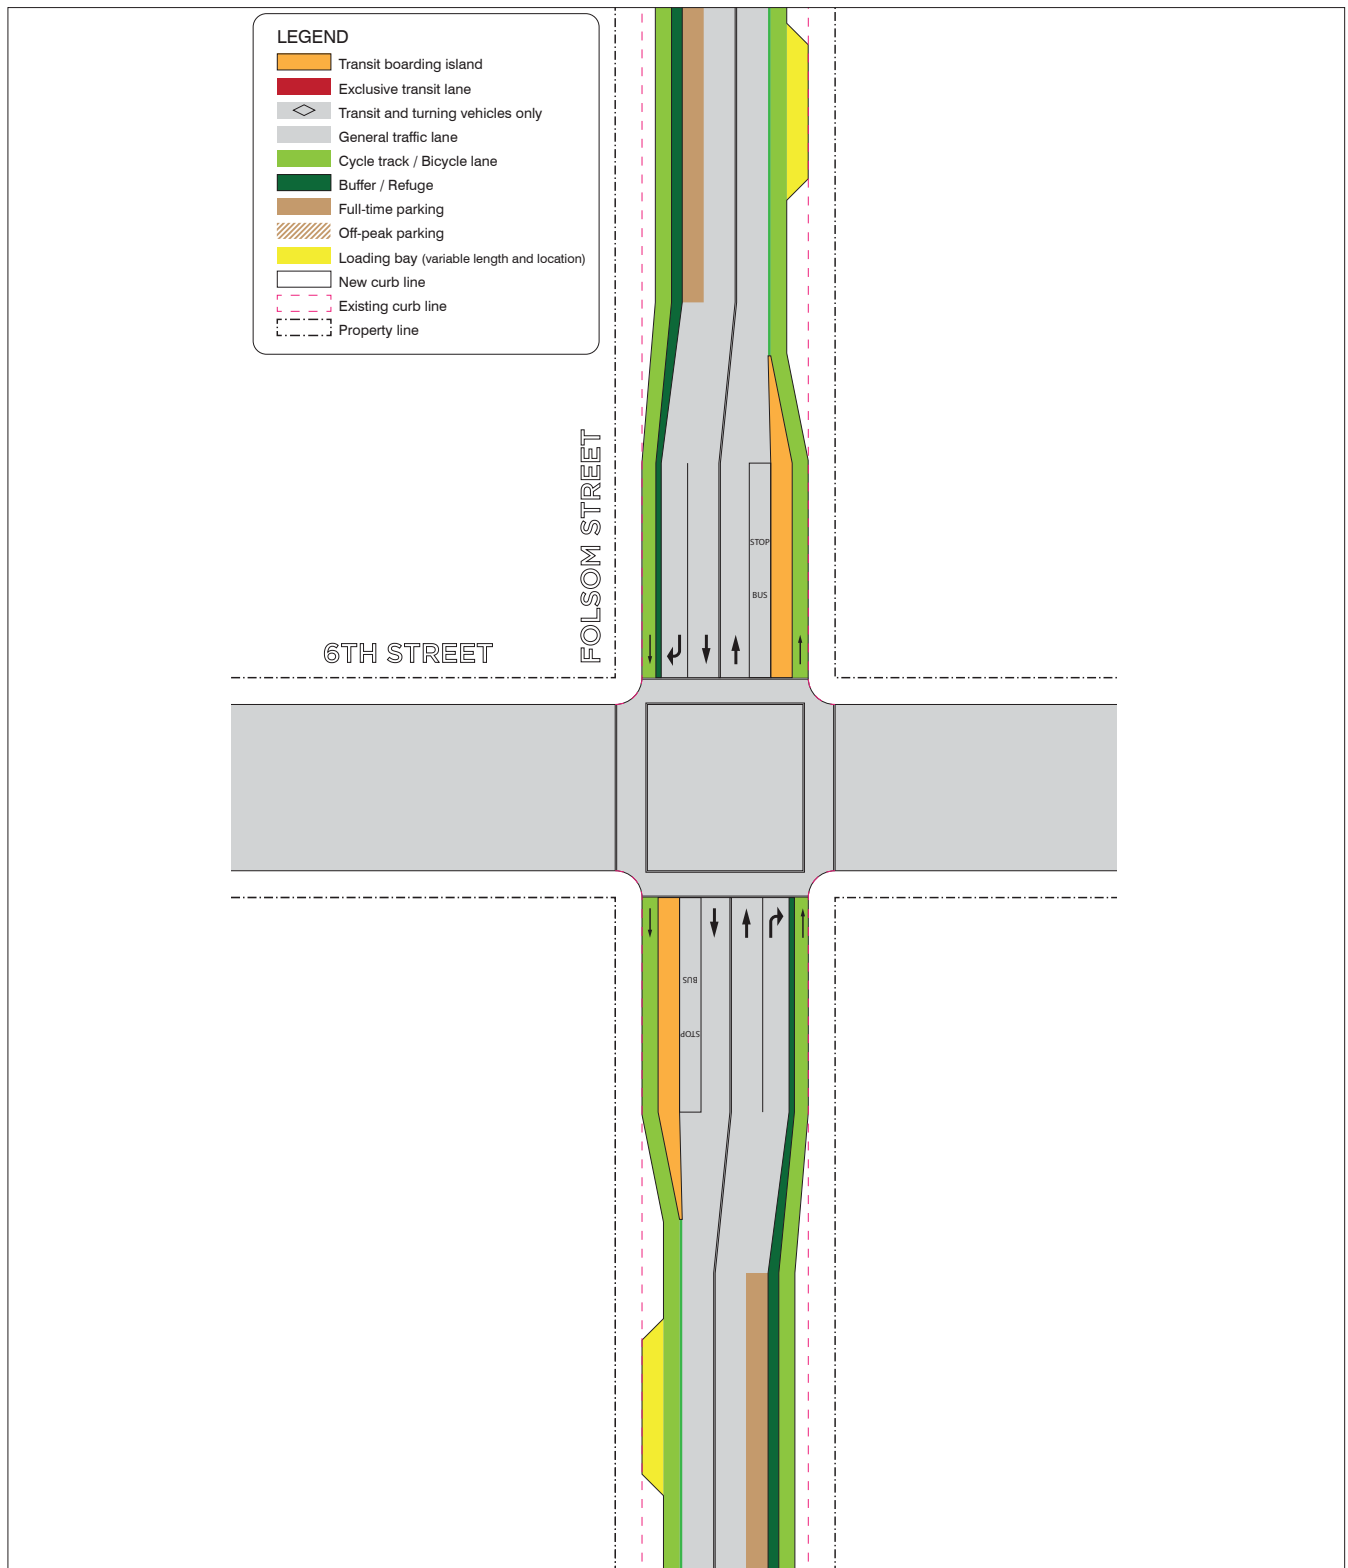 LEGEND
Transit boarding island
Exclusive transit lane
Transit and turning vehicles only
General traffic lane
Cycle track / Bicycle lane
Buffer / Refuge
Full-time parking
Off-peak parking
Loading bay (variable length and location)
New curb line
Existing curb line
Property line
FOLSOM STREET
6TH STREET
STOP
BUS
BUS
STOP